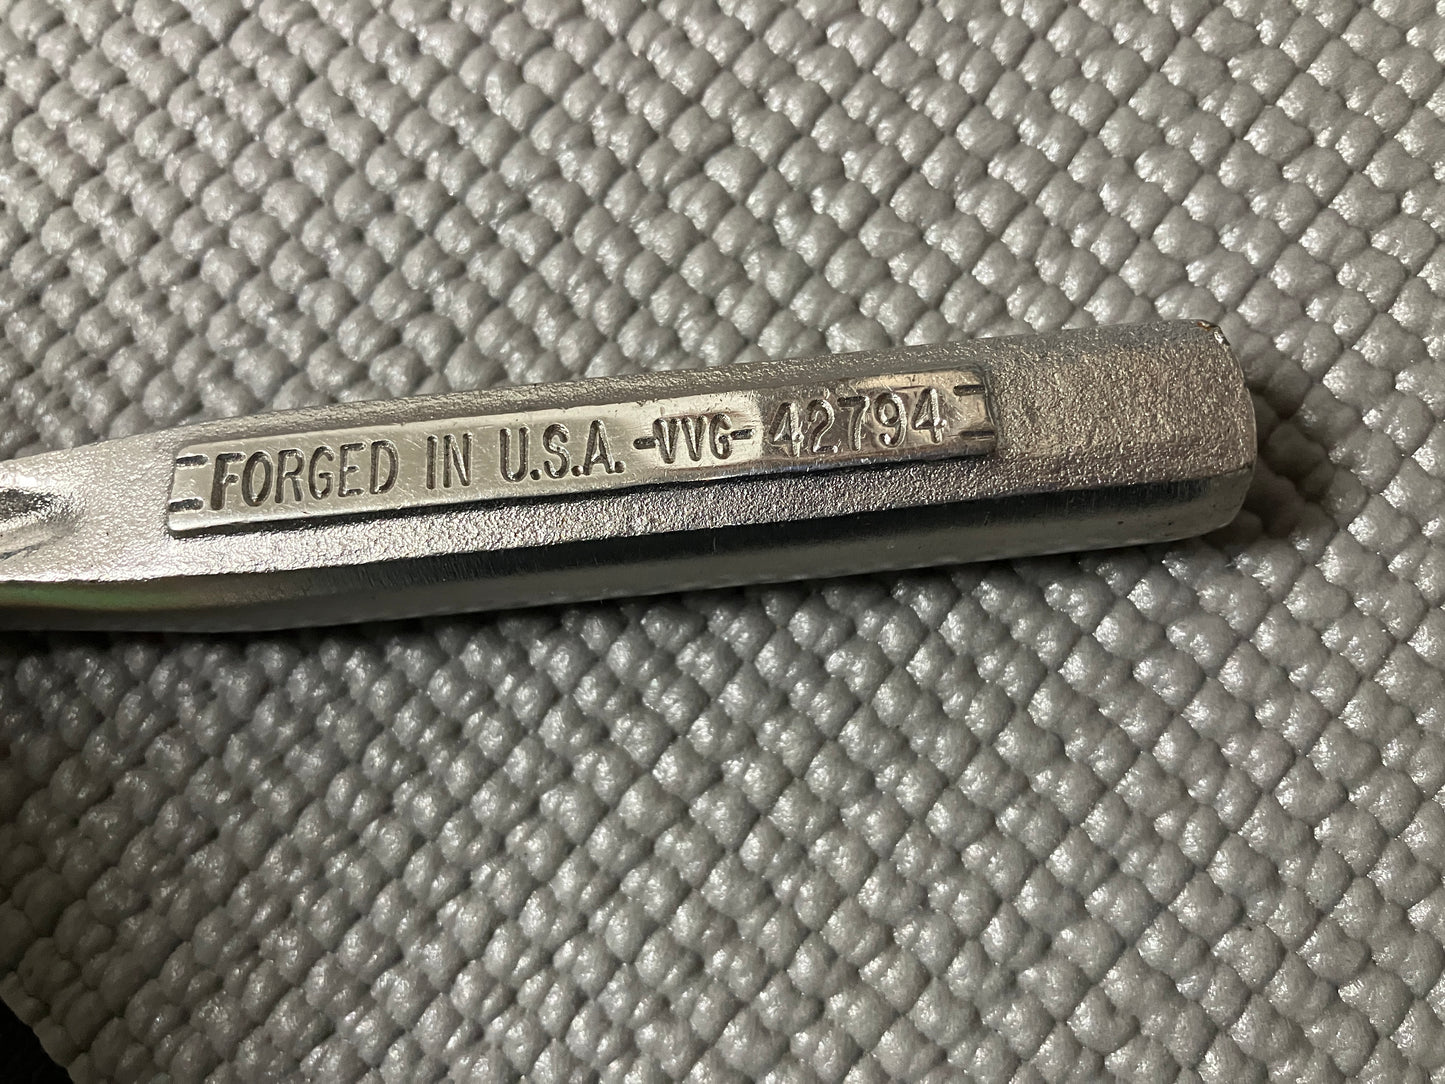 = FORGED IN U.S.A. -VVG- 42794 =